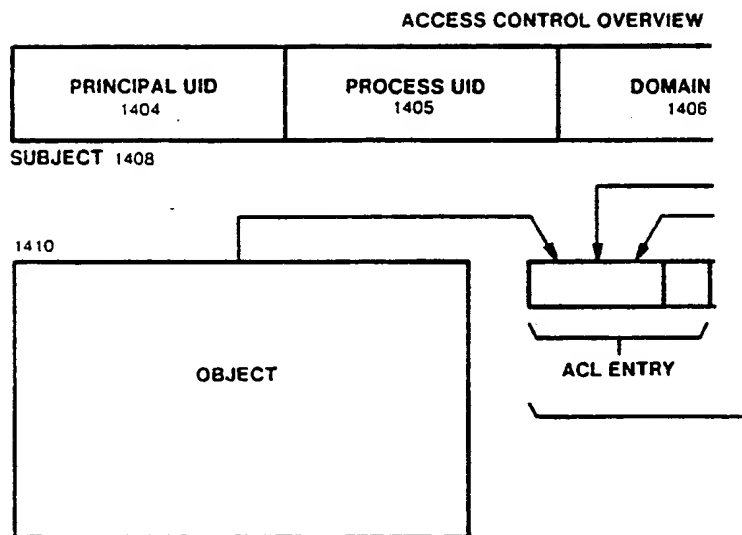 ACCESS CONTROL OVERVIEW
PRINCIPAL UID
1404
PROCESS UID
1405
DOMAIN
1406
SUBJECT 1408
1410
OBJECT
ACL ENTRY